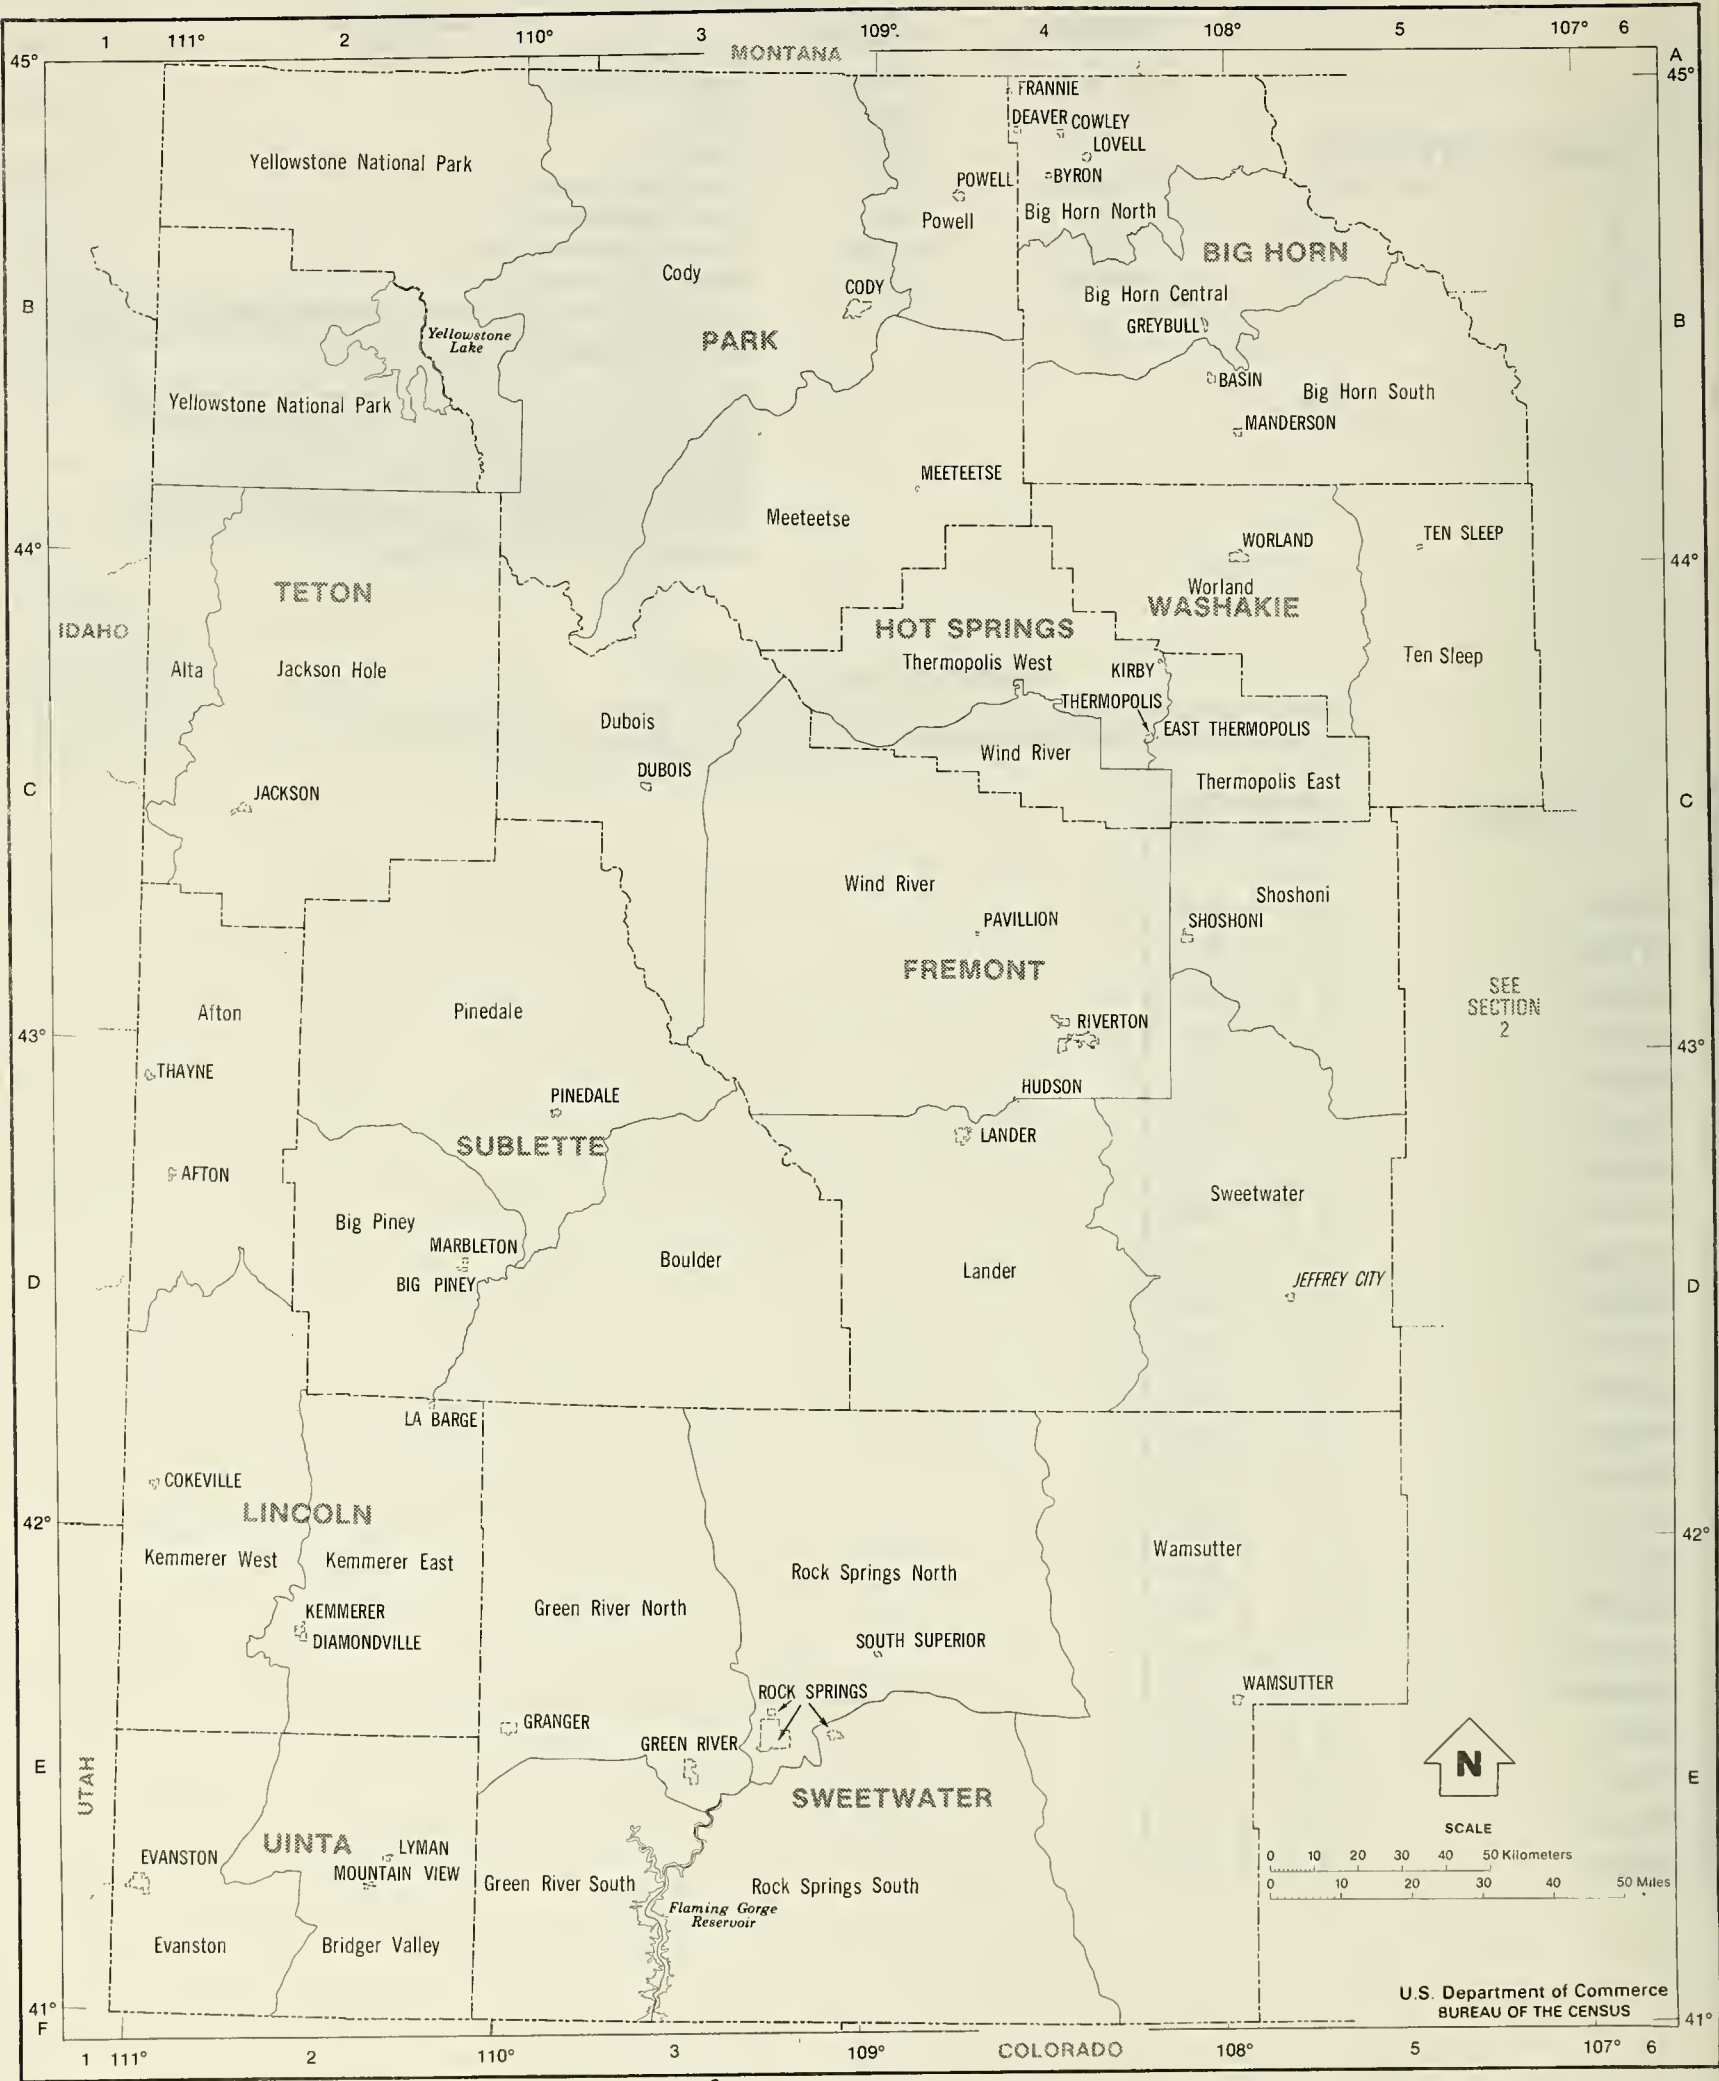 1 111° 2 110° 3 109° 4 108° 5 107° 6
MONTANA
A
45°
45°
FRANNIE
DEAVER COWLEY
LOVELL
Yellowstone National Park
POWELL
BYRON
Powell
Big Horn North
BIG HORN
Cody
CODY
Big Horn Central
B
B
GREYBULL
Yellowstone
Lake
PARK
BASIN
Big Horn South
Yellowstone National Park
MANDERSON
MEETEETSE
Meeteetse
WORLAND
TEN SLEEP
44°
44°
TETON
Worland
WASHAKIE
IDAHO
HOT SPRINGS
Alta
Jackson Hole
Thermopolis West
KIRBY
Ten Sleep
THERMOPOLIS
Dubois
EAST THERMOPOLIS
Wind River
DUBOIS
Thermopolis East
C
C
JACKSON
Wind River
Shoshoni
PAVILLION
SHOSHONI
FREMONT
SEE
SECTION
2
Afton
Pinedale
RIVERTON
43°
43°
THAYNE
HUDSON
PINEDALE
LANDER
SUBLETTE
AFTON
Sweetwater
Big Piney
MARBLETON
Boulder
Lander
BIG PINEY
JEFFREY CITY
D
D
LA BARGE
COKEVILLE
LINCOLN
42°
42°
Kemmerer West
Kemmerer East
Wamsutter
Rock Springs North
Green River North
KEMMERER
DIAMONDVILLE
SOUTH SUPERIOR
WAMSUTTER
ROCK SPRINGS
GRANGER
GREEN RIVER
N
E
E
UTAH
SWEETWATER
SCALE
UINTA
LYMAN
EVANSTON
0 10 20 30 40 50 Kilometers
MOUNTAIN VIEW
0 10 20 30 40 50 Miles
Green River South
Rock Springs South
Flaming Gorge
Reservoir
Evanston
Bridger Valley
U.S. Department of Commerce
BUREAU OF THE CENSUS
41°
41°
F
COLORADO
1 111° 2 110° 3 109° 108° 5 107° 6